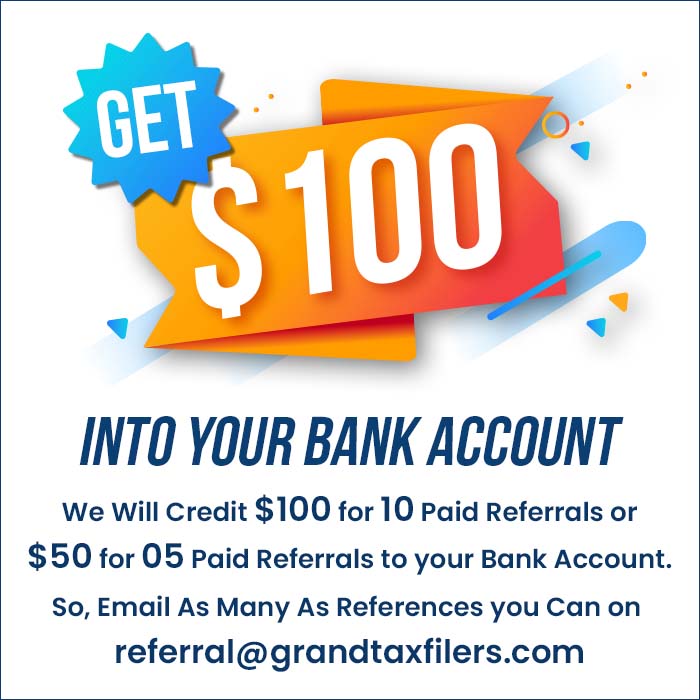 GET
$100
INTO YOUR BANK ACCOUNT
We Will Credit $100 for 10 Paid Referrals or
$50 for 05 Paid Referrals to your Bank Account.
So, Email As Many As References you Can on
referral@grandtaxfilers.com